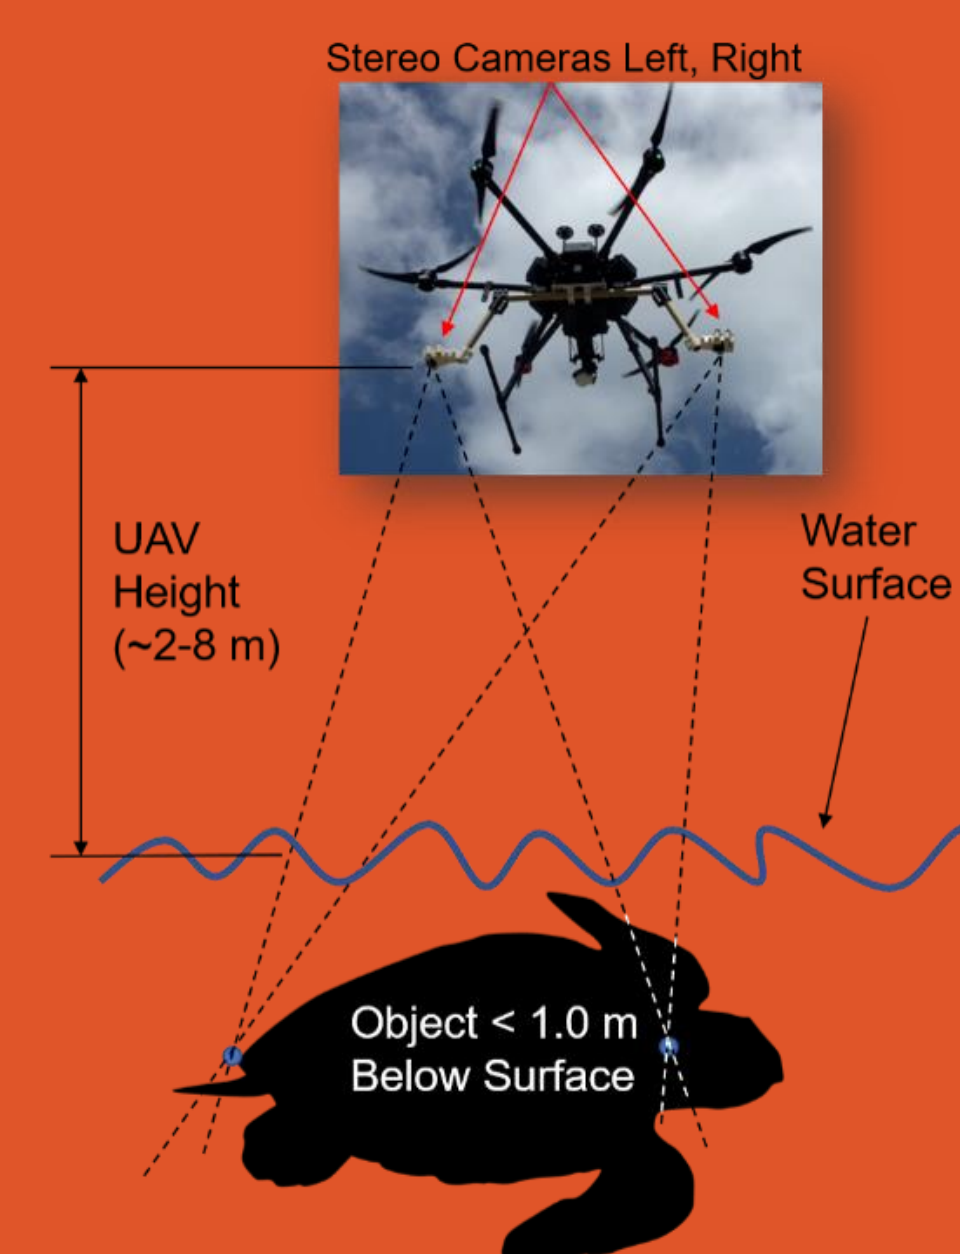 Stereo Cameras Left, Right
UAV
Height
(~2-8 m)
Water
Surface
Object < 1.0 m
Below Surface